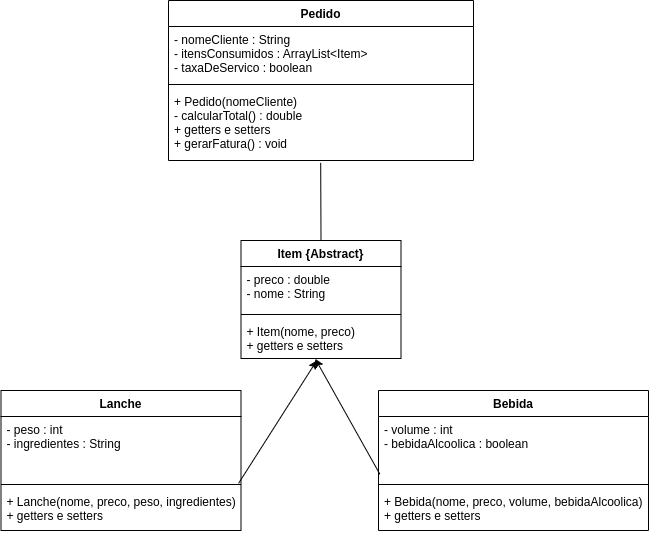 Pedido
- nomeCliente : String
- itensConsumidos : ArrayList<Item>
- taxaDeServico : boolean
+ Pedido(nomeCliente)
- calcularTotal() : double
+ getters e setters
+ gerarFatura() : void
Item {Abstract}
- preco : double
- nome : String
+ Item(nome, preco)
+ getters e setters
Lanche
- peso : int
- ingredientes : String
+ Lanche(nome, preco, peso, ingredientes)
+ getters e setters
Bebida
- volume : int
- bebidaAlcoolica : boolean
+ Bebida(nome, preco, volume, bebidaAlcoolica)
+ getters e setters